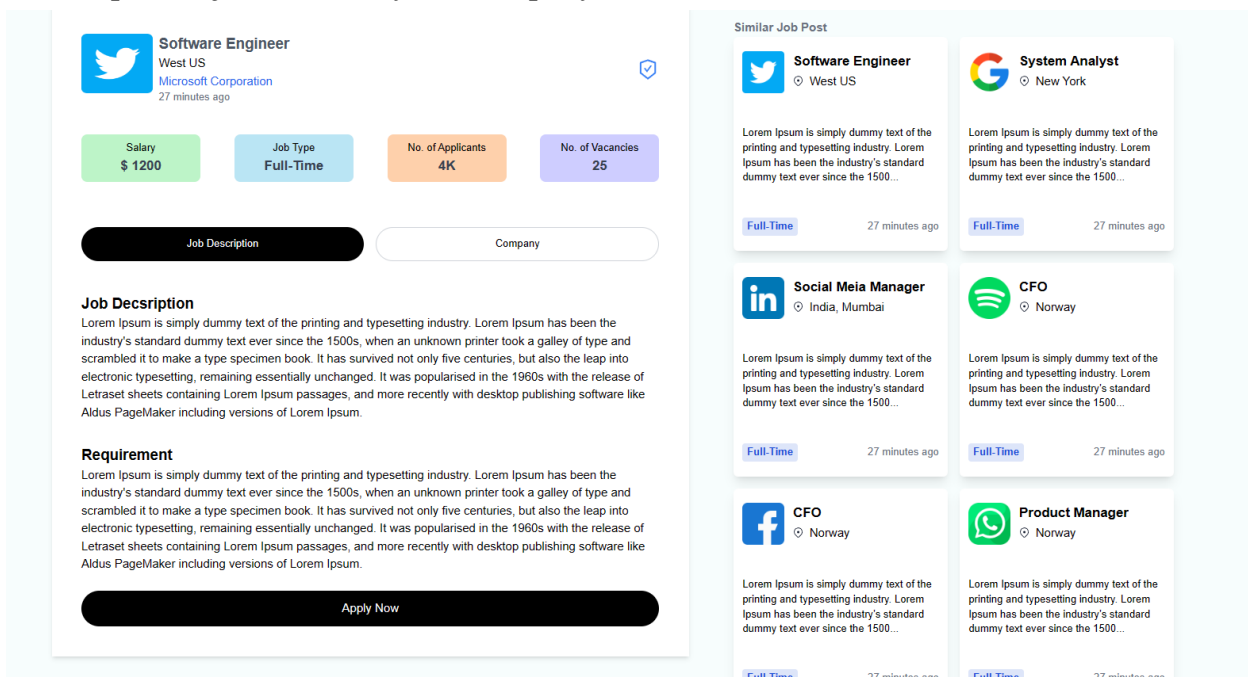 Software Engineer
West US
Microsoft Corporation
27 minutes ago
Salary
$ 1200
Job Type
Full-Time
No. of Applicants
4K
No. of Vacancies
25
Job Description
Company
Job Decsription
Lorem Ipsum is simply dummy text of the printing and typesetting industry. Lorem Ipsum has been the
industry's standard dummy text ever since the 1500s, when an unknown printer took a galley of type and
scrambled it to make a type specimen book. It has survived not only five centuries, but also the leap into
electronic typesetting, remaining essentially unchanged. It was popularised in the 1960s with the release of
Letraset sheets containing Lorem Ipsum passages, and more recently with desktop publishing software like
Aldus PageMaker including versions of Lorem Ipsum.
Requirement
Lorem Ipsum is simply dummy text of the printing and typesetting industry. Lorem Ipsum has been the
industry's standard dummy text ever since the 1500s, when an unknown printer took a galley of type and
scrambled it to make a type specimen book. It has survived not only five centuries, but also the leap into
electronic typesetting, remaining essentially unchanged. It was popularised in the 1960s with the release of
Letraset sheets containing Lorem Ipsum passages, and more recently with desktop publishing software like
Aldus PageMaker including versions of Lorem Ipsum.
Apply Now
Similar Job Post
Software Engineer
West US
Lorem Ipsum is simply dummy text of the
printing and typesetting industry. Lorem
Ipsum has been the industry's standard
dummy text ever since the 1500...
Full-Time
27 minutes ago
System Analyst
New York
Lorem Ipsum is simply dummy text of the
printing and typesetting industry. Lorem
Ipsum has been the industry's standard
dummy text ever since the 1500...
Full-Time
27 minutes ago
in
Social Meia Manager
India, Mumbai
Lorem Ipsum is simply dummy text of the
printing and typesetting industry. Lorem
Ipsum has been the industry's standard
dummy text ever since the 1500...
Full-Time
27 minutes ago
CFO
Norway
Lorem Ipsum is simply dummy text of the
printing and typesetting industry. Lorem
Ipsum has been the industry's standard
dummy text ever since the 1500...
Full-Time
27 minutes ago
CFO
Norway
Lorem Ipsum is simply dummy text of the
printing and typesetting industry. Lorem
Ipsum has been the industry's standard
dummy text ever since the 1500...
Full-Time
27 minutes ago
Product Manager
Norway
Lorem Ipsum is simply dummy text of the
printing and typesetting industry. Lorem
Ipsum has been the industry's standard
dummy text ever since the 1500...
Full-Time
27 minutes ago